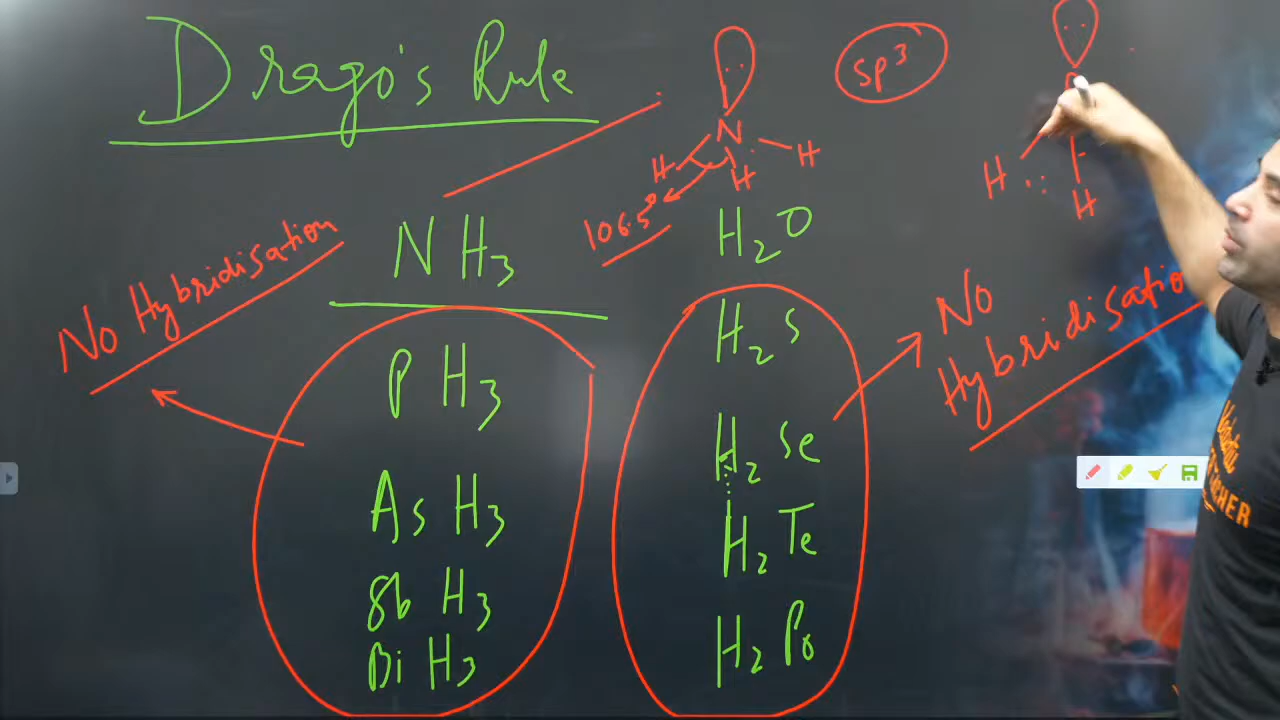 Drago's Rule
sp³
N
H H H
106.5°
H
H
NH₃
H₂O
No Hybridisation
PH₃
H₂S
No
Hybridisation
AsH₃
H₂Se
SbH₃
H₂Te
BiH₃
H₂Po